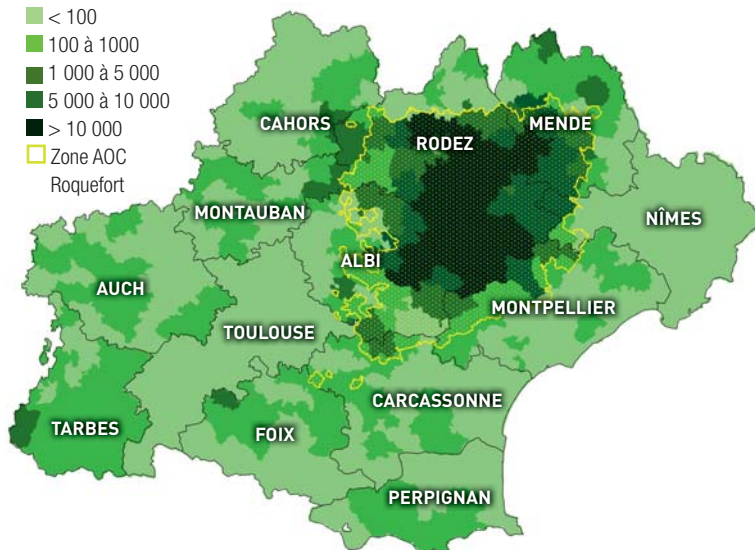 < 100
100 à 1000
1 000 à 5 000
5 000 à 10 000
> 10 000
Zone AOC
Roquefort
CAHORS
RODEZ
MENDE
MONTAUBAN
NÎMES
ALBI
AUCH
MONTPELLIER
TOULOUSE
CARCASSONNE
TARBES
FOIX
PERPIGNAN